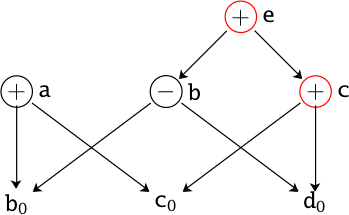 + e
+ a − b + c
b₀ c₀ d₀